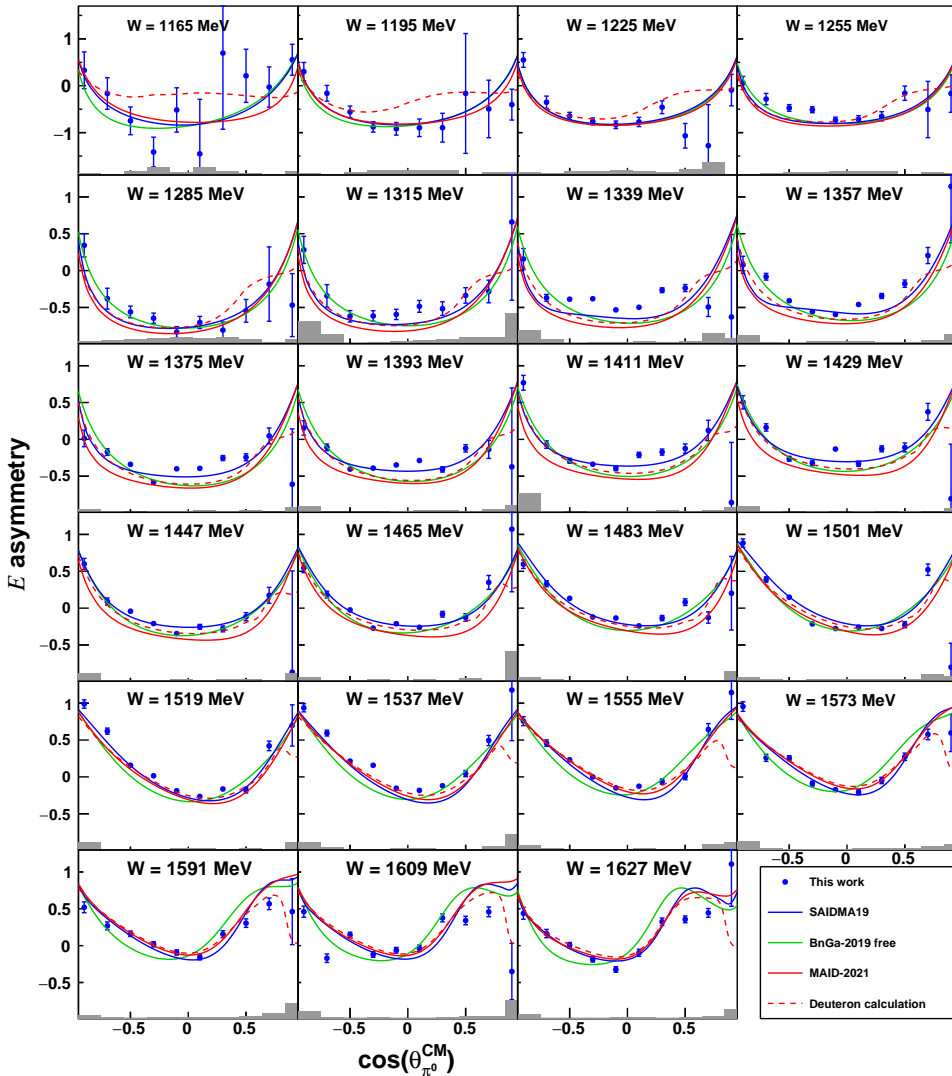 W = 1165 MeV W = 1195 MeV W = 1225 MeV W = 1255 MeV
1
0
−1
W = 1285 MeV W = 1315 MeV W = 1339 MeV W = 1357 MeV
1
0.5
0
−0.5
W = 1375 MeV W = 1393 MeV W = 1411 MeV W = 1429 MeV
1
0.5
0
−0.5
W = 1447 MeV W = 1465 MeV W = 1483 MeV W = 1501 MeV
1
0.5
0
−0.5
W = 1519 MeV W = 1537 MeV W = 1555 MeV W = 1573 MeV
1
0.5
0
−0.5
−0.5 0 0.5
W = 1591 MeV W = 1609 MeV W = 1627 MeV
1
0.5
0
−0.5
−0.5 0 0.5 −0.5 0 0.5 −0.5 0 0.5
This work
SAIDMA19
BnGa-2019 free
MAID-2021
Deuteron calculation
E asymmetry
cos(θ_{π⁰}^{CM})